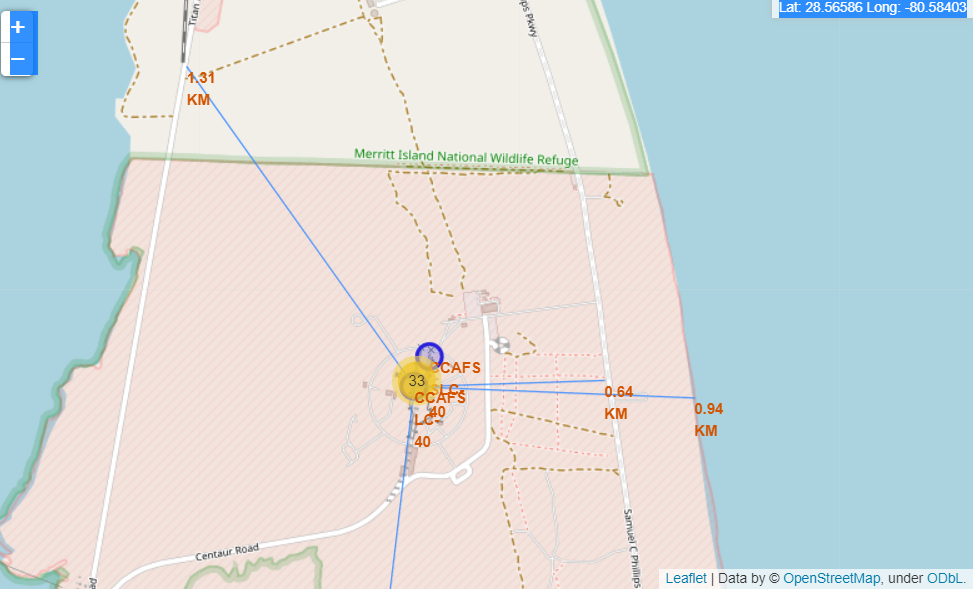 Lat: 28.56586 Long: -80.58403
+
−
Titan
ps Pkwy
1.31
KM
Merritt Island National Wildlife Refuge
33
CCAFS
SLC-
40
CCAFS
LC-
40
0.64
KM
0.94
KM
Centaur Road
Samuel C Phillips
ad
Leaflet | Data by © OpenStreetMap, under ODbL.